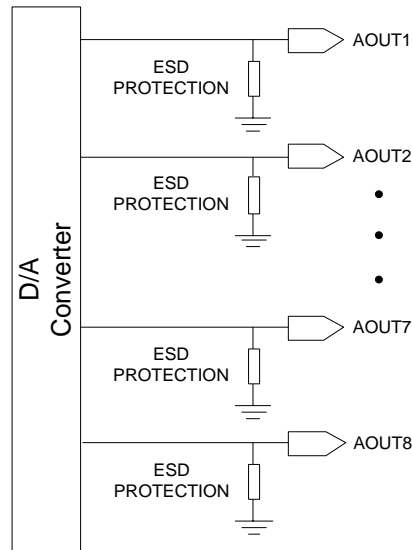 D/A
Converter
AOUT1
ESD
PROTECTION
AOUT2
ESD
PROTECTION
AOUT7
ESD
PROTECTION
AOUT8
ESD
PROTECTION